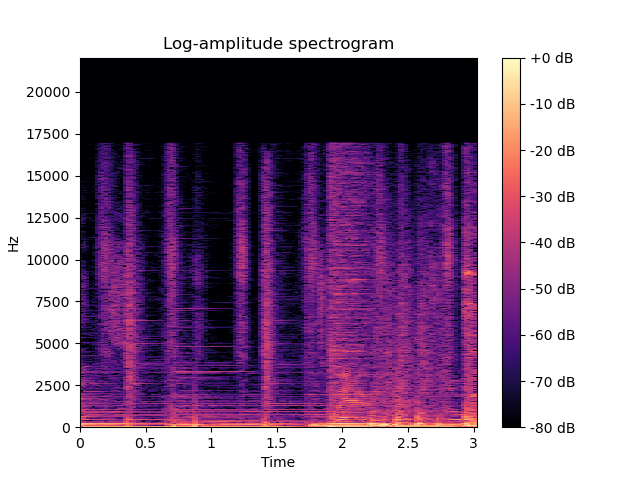 Log-amplitude spectrogram
20000
17500
15000
12500
10000
7500
5000
2500
0
Hz
0 0.5 1 1.5 2 2.5 3
Time
+0 dB
-10 dB
-20 dB
-30 dB
-40 dB
-50 dB
-60 dB
-70 dB
-80 dB